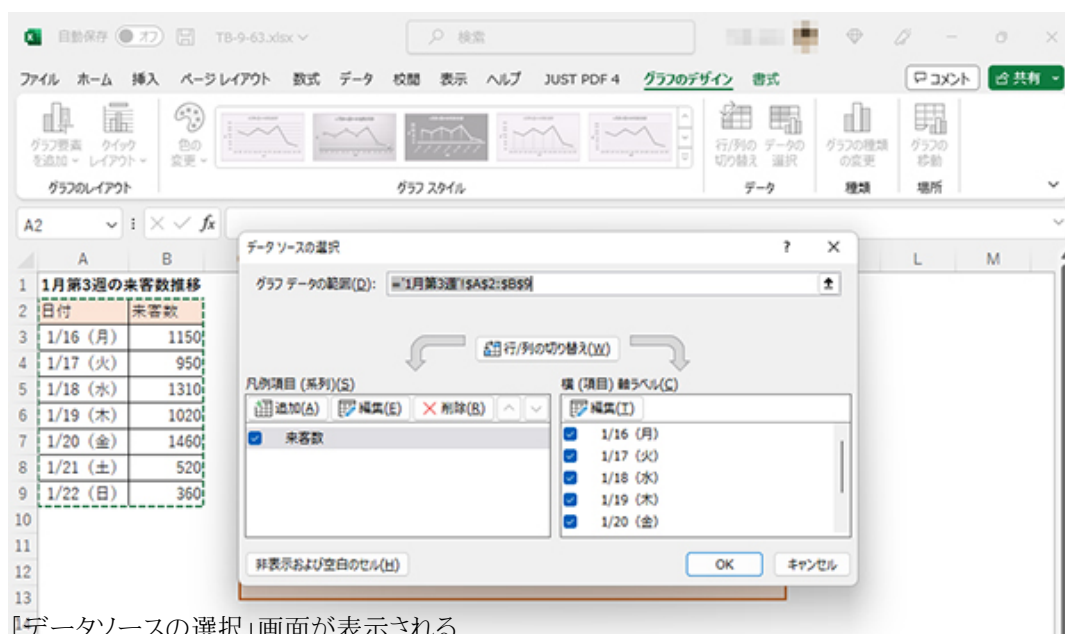 自動保存 オフ TB-9-63.xlsx 検索
ファイル ホーム 挿入 ページ レイアウト 数式 データ 校閲 表示 ヘルプ JUST PDF 4 グラフのデザイン 書式 コメント 共有
グラフ要素を追加 クイックレイアウト 色の変更 行/列の切り替え データの選択 グラフの種類の変更 グラフの移動
グラフのレイアウト グラフ スタイル データ 種類 場所
A2 fx
データ ソースの選択 ? ×
A B L M
1 1月第3週の来客数推移
グラフ データの範囲(D): ='1月第3週'!$A$2:$B$9
2 日付 来客数
3 1/16（月） 1150
行/列の切り替え(W)
4 1/17（火） 950
凡例項目 (系列)(S) 横 (項目) 軸ラベル(C)
5 1/18（水） 1310
追加(A) 編集(E) 削除(R) 編集(T)
6 1/19（木） 1020
来客数 1/16（月）
7 1/20（金） 1460
1/17（火）
8 1/21（土） 520
1/18（水）
9 1/22（日） 360
1/19（木）
10
1/20（金）
11
12
非表示および空白のセル(H) OK キャンセル
13
14
「データソースの選択」画面が表示される